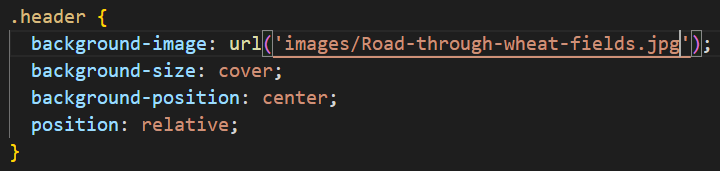 .header {
background-image: url('images/Road-through-wheat-fields.jpg');
background-size: cover;
background-position: center;
position: relative;
}